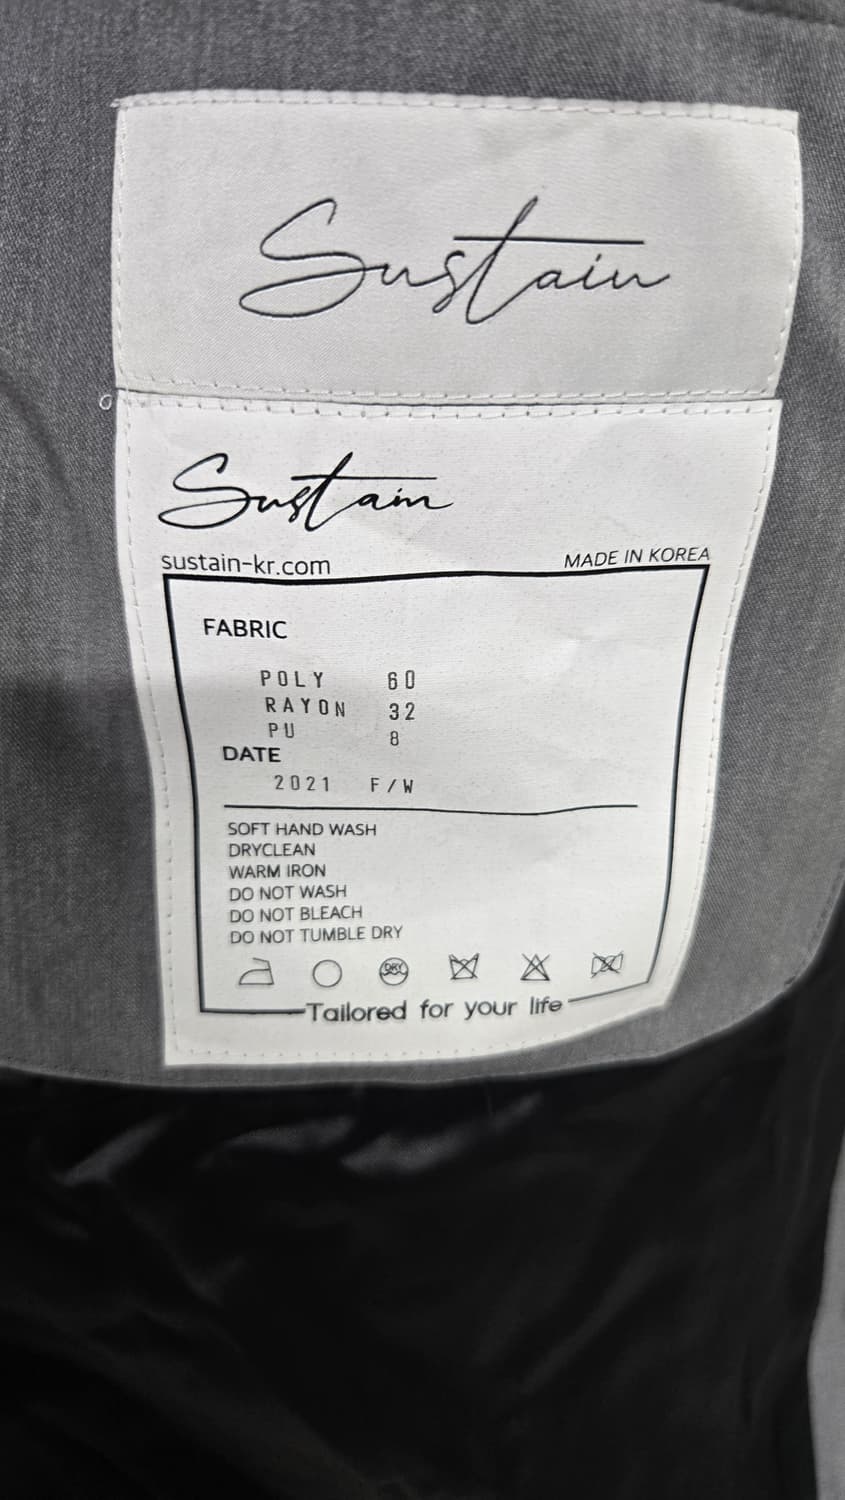 Sustain
Sustain
sustain-kr.com MADE IN KOREA
FABRIC
POLY 60
RAYON 32
PU 8
DATE
2021 F/W
SOFT HAND WASH
DRYCLEAN
WARM IRON
DO NOT WASH
DO NOT BLEACH
DO NOT TUMBLE DRY
DRY
Tailored for your life